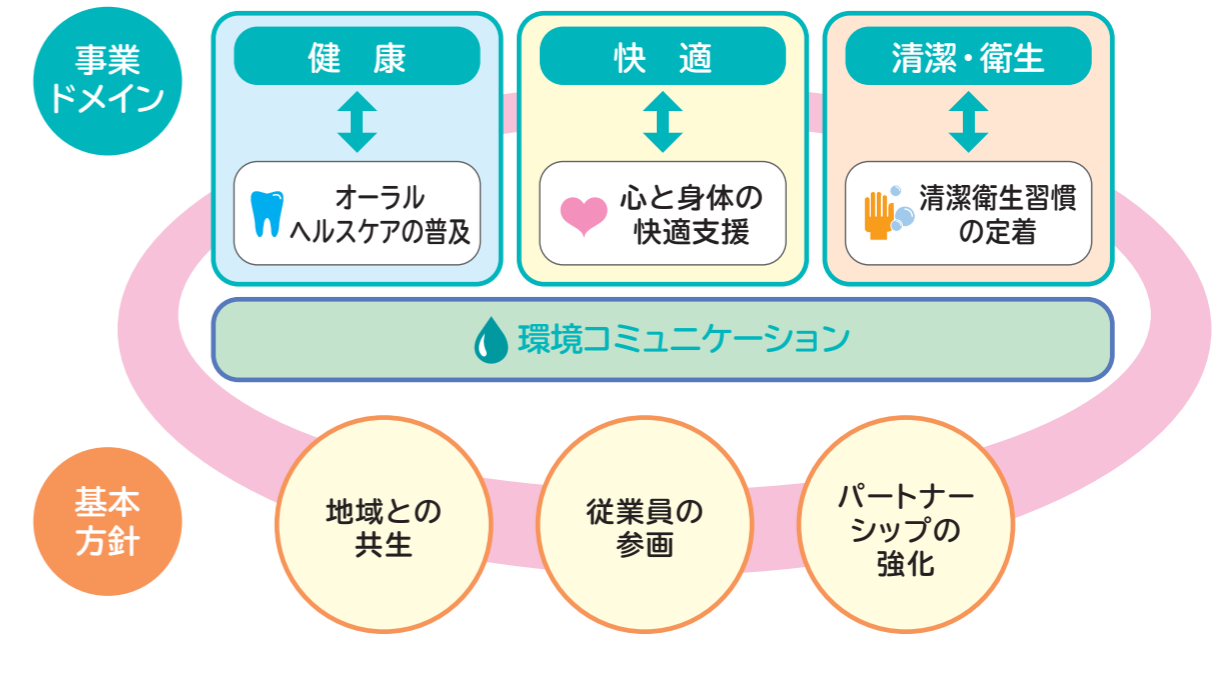 事業
ドメイン
健 康
快 適
清潔・衛生
オーラル
ヘルスケアの普及
心と身体の
快適支援
清潔衛生習慣
の定着
環境コミュニケーション
基本
方針
地域との
共生
従業員の
参画
パートナー
シップの
強化